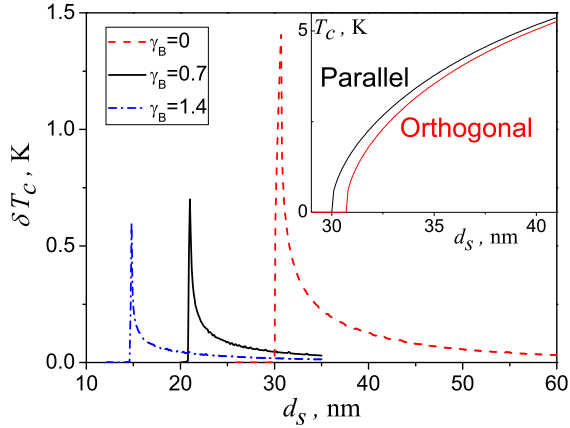 1.5
1.0
0.5
0.0
δT_c, K
γ_B=0
γ_B=0.7
γ_B=1.4
T_c, K
5
0
Parallel
Orthogonal
30 35 40
d_s, nm
10 20 30 40 50 60
d_s, nm